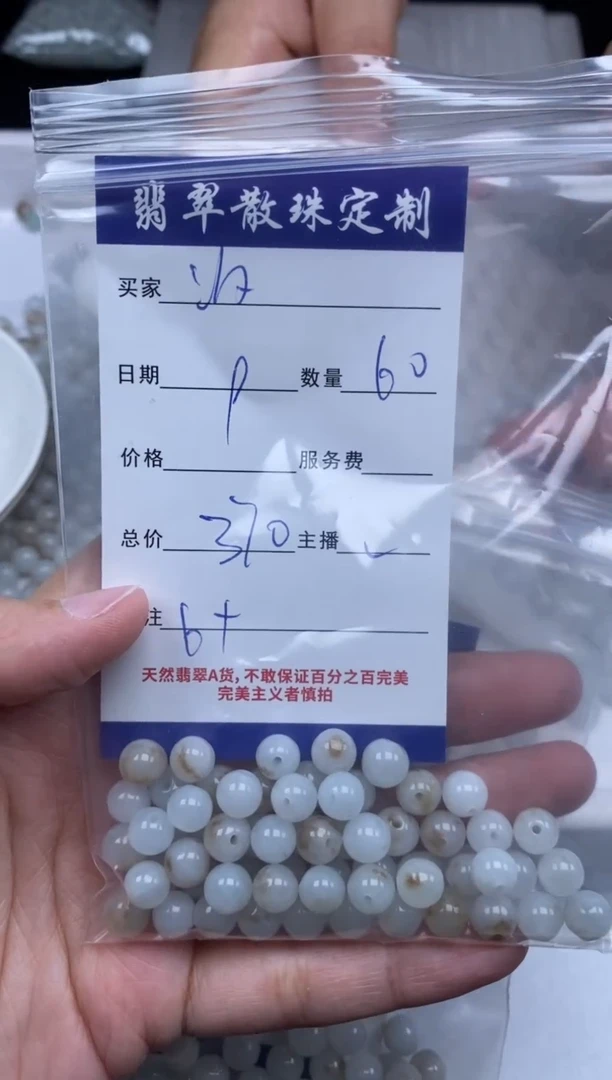 翡翠散珠定制
买家
日期 数量 60
价格 服务费
总价 370 主播
注 6+
天然翡翠A货,不敢保证百分之百完美
完美主义者慎拍